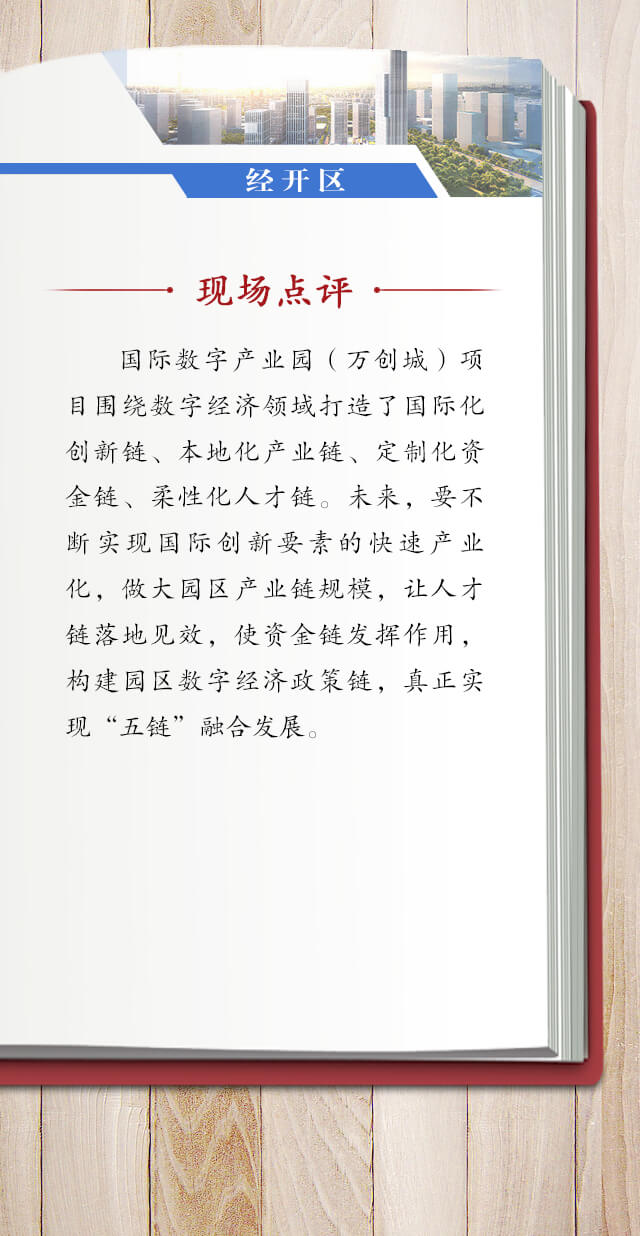 经开区
现场点评
国际数字产业园（万创城）项
目围绕数字经济领域打造了国际化
创新链、本地化产业链、定制化资
金链、柔性化人才链。未来，要不
断实现国际创新要素的快速产业
化，做大园区产业链规模，让人才
链落地见效，使资金链发挥作用，
构建园区数字经济政策链，真正实
现“五链”融合发展。